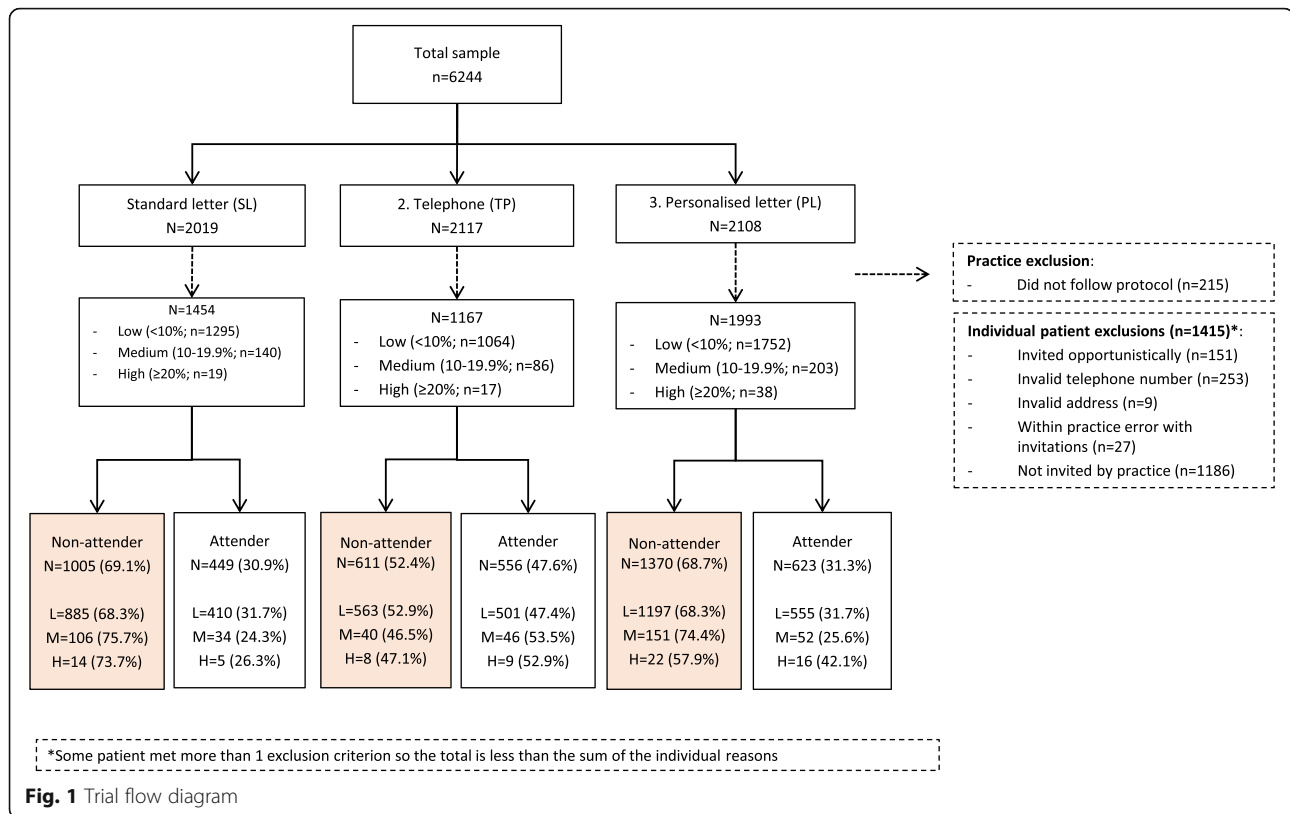 Total sample
n=6244
Standard letter (SL)
N=2019
2. Telephone (TP)
N=2117
3. Personalised letter (PL)
N=2108
Practice exclusion:
- Did not follow protocol (n=215)
Individual patient exclusions (n=1415)*:
- Invited opportunistically (n=151)
- Invalid telephone number (n=253)
- Invalid address (n=9)
- Within practice error with
invitations (n=27)
- Not invited by practice (n=1186)
N=1454
- Low (<10%; n=1295)
- Medium (10-19.9%; n=140)
- High (≥20%; n=19)
N=1167
- Low (<10%; n=1064)
- Medium (10-19.9%; n=86)
- High (≥20%; n=17)
N=1993
- Low (<10%; n=1752)
- Medium (10-19.9%; n=203)
- High (≥20%; n=38)
Non-attender
N=1005 (69.1%)
L=885 (68.3%)
M=106 (75.7%)
H=14 (73.7%)
Attender
N=449 (30.9%)
L=410 (31.7%)
M=34 (24.3%)
H=5 (26.3%)
Non-attender
N=611 (52.4%)
L=563 (52.9%)
M=40 (46.5%)
H=8 (47.1%)
Attender
N=556 (47.6%)
L=501 (47.4%)
M=46 (53.5%)
H=9 (52.9%)
Non-attender
N=1370 (68.7%)
L=1197 (68.3%)
M=151 (74.4%)
H=22 (57.9%)
Attender
N=623 (31.3%)
L=555 (31.7%)
M=52 (25.6%)
H=16 (42.1%)
*Some patient met more than 1 exclusion criterion so the total is less than the sum of the individual reasons
Fig. 1 Trial flow diagram